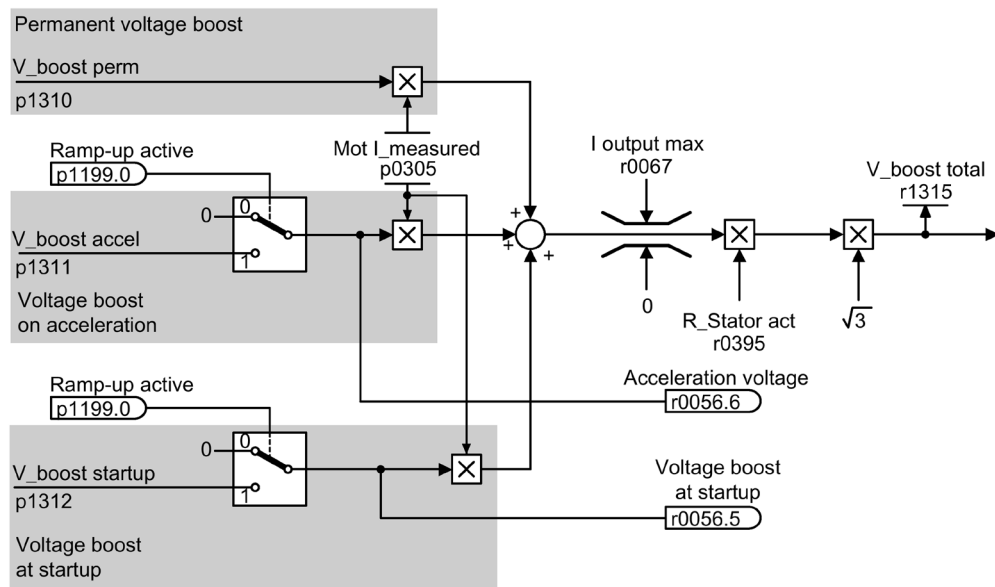 Permanent voltage boost
V_boost perm
p1310
Mot I_measured
p0305
Ramp-up active
p1199.0
0
0
V_boost accel
1
p1311
Voltage boost
on acceleration
+
+
+
I output max
r0067
0
R_Stator act
r0395
√3
V_boost total
r1315
Acceleration voltage
r0056.6
Ramp-up active
p1199.0
0
0
V_boost startup
1
p1312
Voltage boost
at startup
r0056.5
Voltage boost
at startup